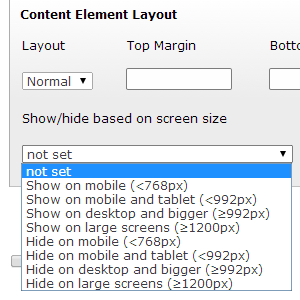 Content Element Layout
Layout Top Margin Botto
Normal
Show/hide based on screen size
not set
not set
Show on mobile (<768px)
Show on mobile and tablet (<992px)
Show on desktop and bigger (≥992px)
Show on large screens (≥1200px)
Hide on mobile (<768px)
Hide on mobile and tablet (<992px)
Hide on desktop and bigger (≥992px)
Hide on large screens (≥1200px)